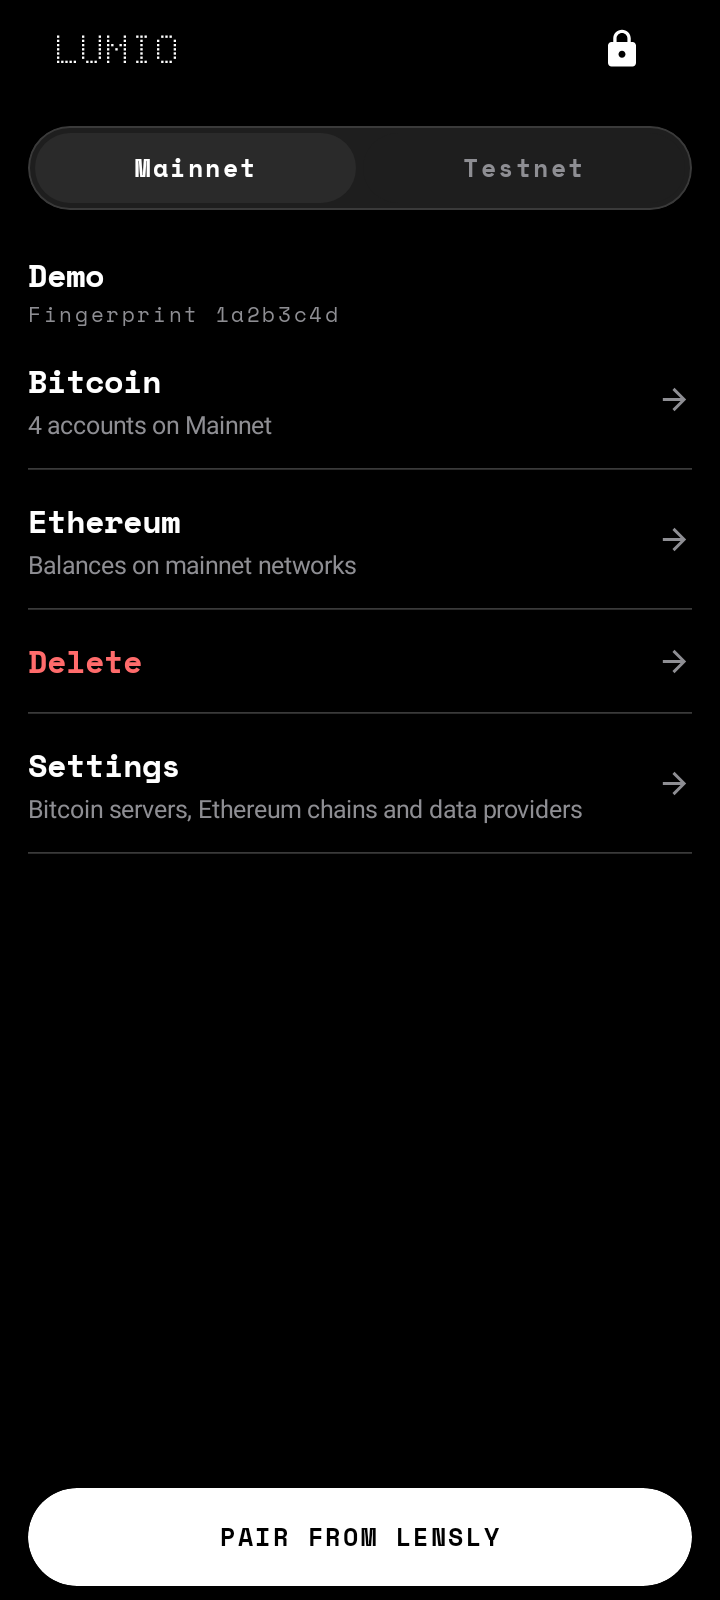 LUMIO
Mainnet
Testnet
Demo
Fingerprint 1a2b3c4d
Bitcoin
4 accounts on Mainnet
Ethereum
Balances on mainnet networks
Delete
Settings
Bitcoin servers, Ethereum chains and data providers
PAIR FROM LENSLY